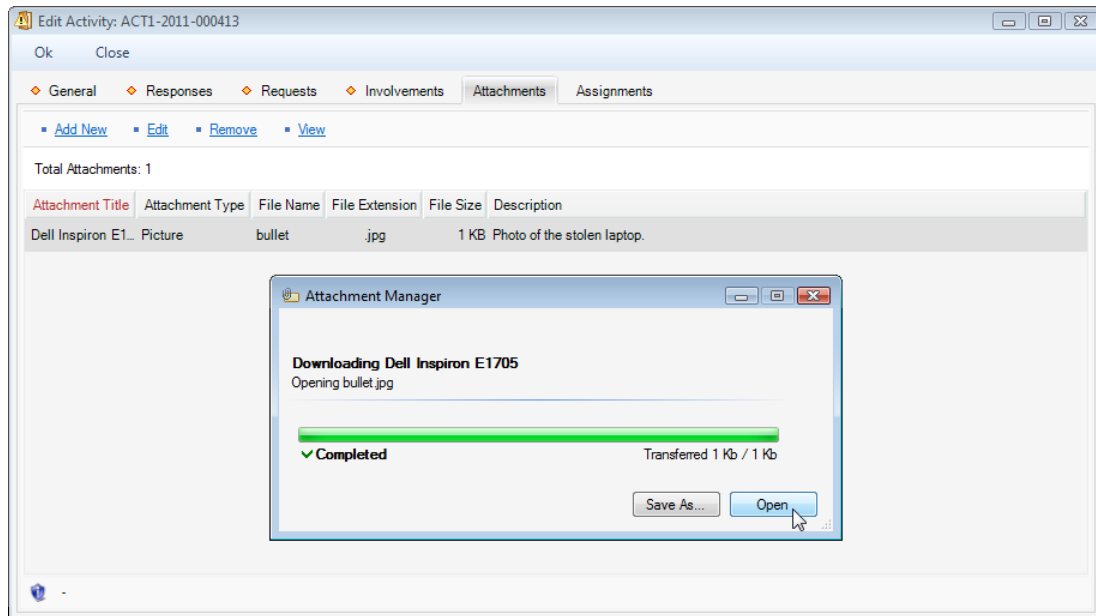 Edit Activity: ACT1-2011-000413
Ok Close
General Responses Requests Involvements Attachments Assignments
Add New Edit Remove View
Total Attachments: 1
Attachment Title Attachment Type File Name File Extension File Size Description
Dell Inspiron E1... Picture bullet .jpg 1 KB Photo of the stolen laptop.
Attachment Manager
Downloading Dell Inspiron E1705
Opening bullet.jpg
Completed Transferred 1 Kb / 1 Kb
Save As... Open
-